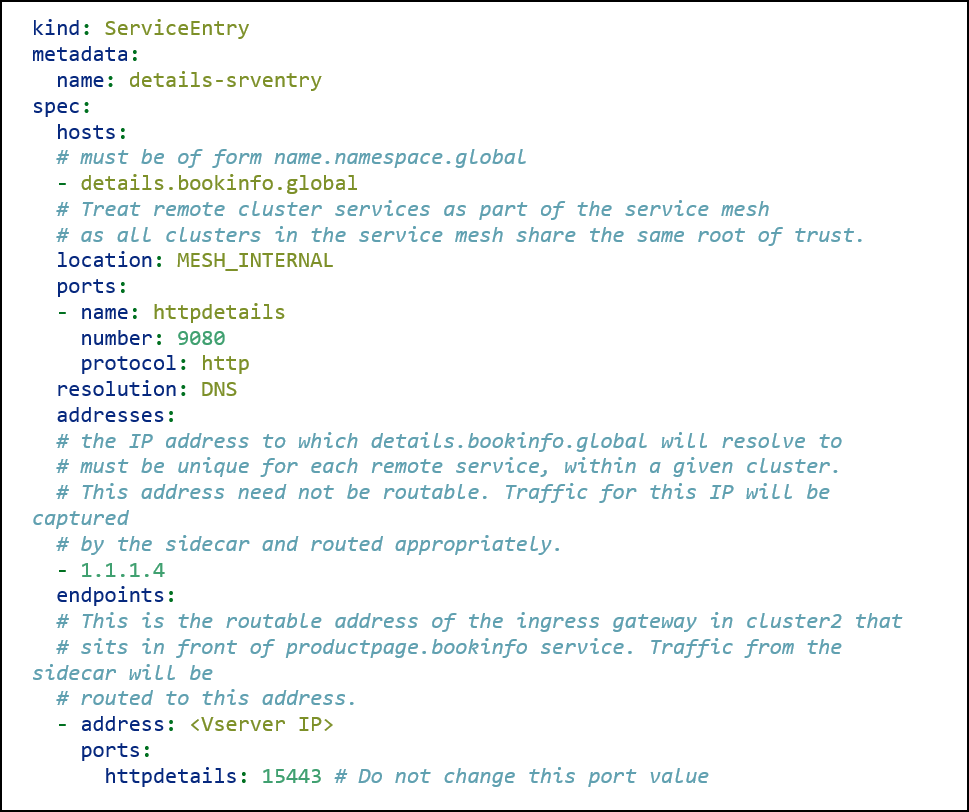 kind: ServiceEntry
metadata:
  name: details-srventry
spec:
  hosts:
  # must be of form name.namespace.global
  - details.bookinfo.global
  # Treat remote cluster services as part of the service mesh
  # as all clusters in the service mesh share the same root of trust.
  location: MESH_INTERNAL
  ports:
  - name: httpdetails
    number: 9080
    protocol: http
  resolution: DNS
  addresses:
  # the IP address to which details.bookinfo.global will resolve to
  # must be unique for each remote service, within a given cluster.
  # This address need not be routable. Traffic for this IP will be
captured
  # by the sidecar and routed appropriately.
  - 1.1.1.4
  endpoints:
  # This is the routable address of the ingress gateway in cluster2 that
  # sits in front of productpage.bookinfo service. Traffic from the
sidecar will be
  # routed to this address.
  - address: <Vserver IP>
    ports:
      httpdetails: 15443 # Do not change this port value